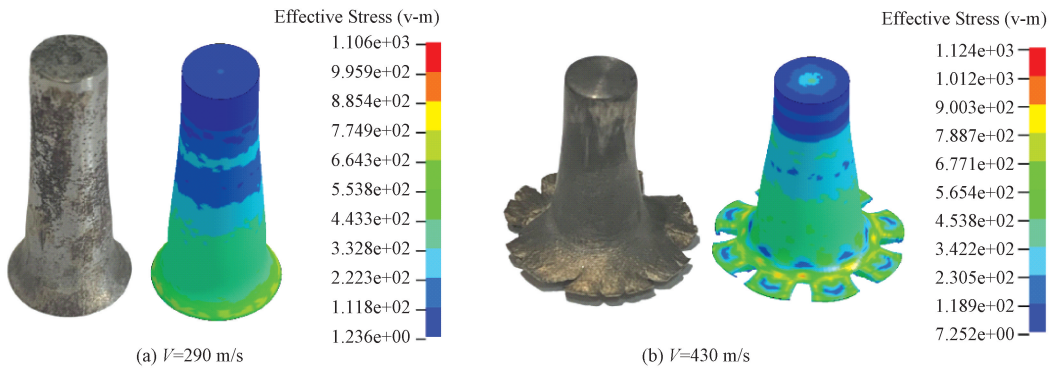 Effective Stress (v-m)
1.106e+03
9.959e+02
8.854e+02
7.749e+02
6.643e+02
5.538e+02
4.433e+02
3.328e+02
2.223e+02
1.118e+02
1.236e+00
(a) V=290 m/s
Effective Stress (v-m)
1.124e+03
1.012e+03
9.003e+02
7.887e+02
6.771e+02
5.654e+02
4.538e+02
3.422e+02
2.305e+02
1.189e+02
7.252e+00
(b) V=430 m/s